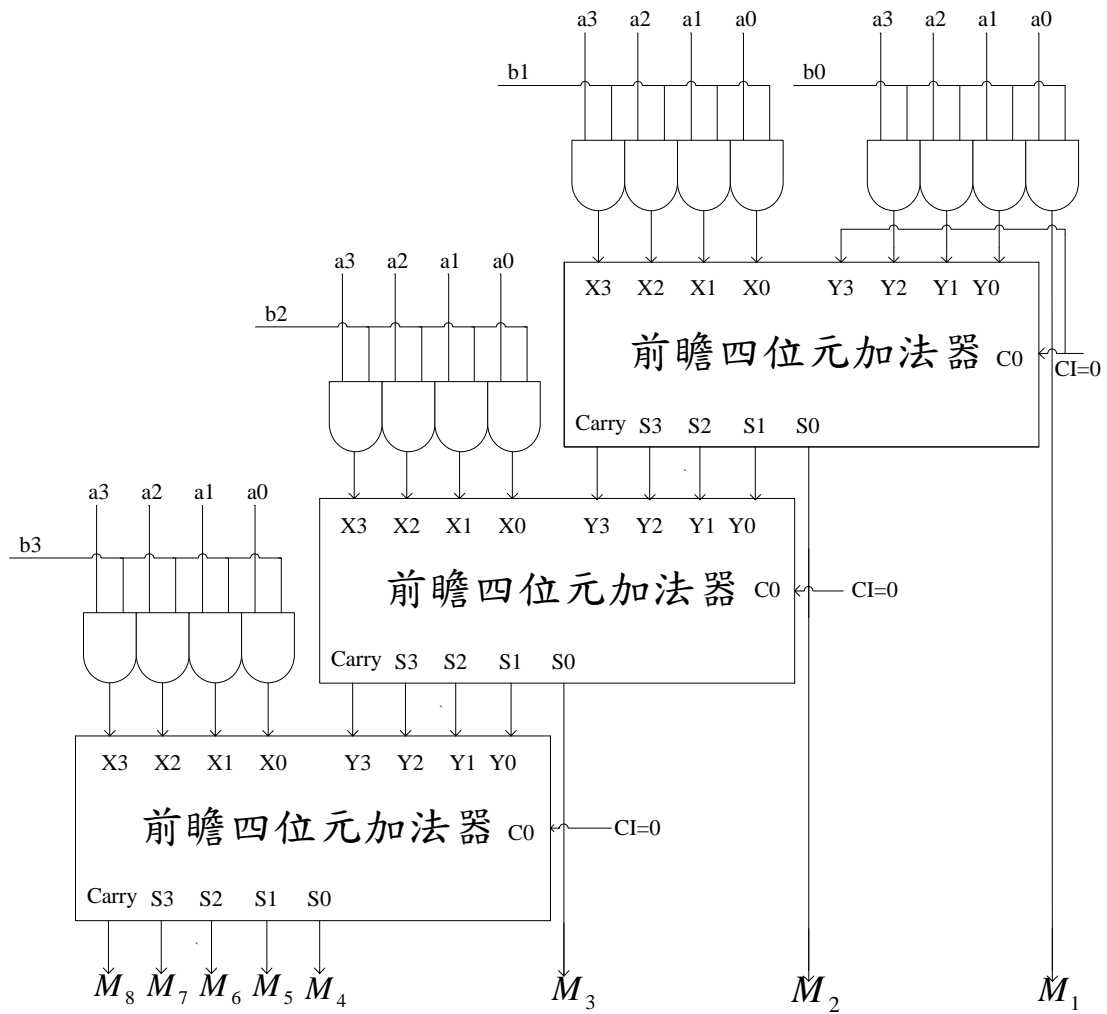 a3 a2 a1 a0 a3 a2 a1 a0
b1 b0
X3 X2 X1 X0 Y3 Y2 Y1 Y0
前瞻四位元加法器 C0 CI=0
Carry S3 S2 S1 S0
a3 a2 a1 a0
b2
X3 X2 X1 X0 Y3 Y2 Y1 Y0
前瞻四位元加法器 C0 CI=0
Carry S3 S2 S1 S0
a3 a2 a1 a0
b3
X3 X2 X1 X0 Y3 Y2 Y1 Y0
前瞻四位元加法器 C0 CI=0
Carry S3 S2 S1 S0
M8 M7 M6 M5 M4 M3 M2 M1